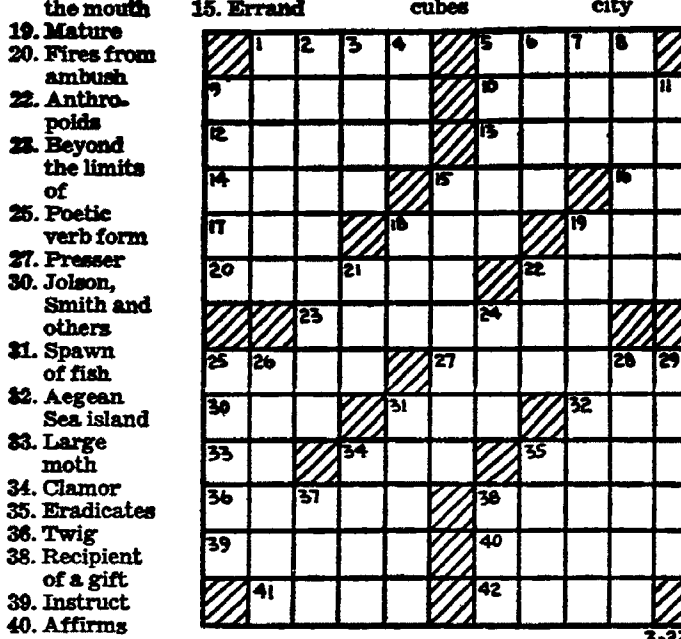 the mouth
19. Mature
20. Fires from
ambush
22. Anthro-
poids
23. Beyond
the limits
of
25. Poetic
verb form
27. Presser
30. Jolson,
Smith and
others
31. Spawn
of fish
32. Aegean
Sea island
33. Large
moth
34. Clamor
35. Eradicates
36. Twig
38. Recipient
of a gift
39. Instruct
40. Affirms
15. Errand
cubes
city
1 2 3 4 5 6 7 8
9 10 11
12 13
14 15 16
17 18 19
20 21 22
23 24
25 26 27 28 29
30 31 32
33 34 35
36 37 38
39 40
41 42